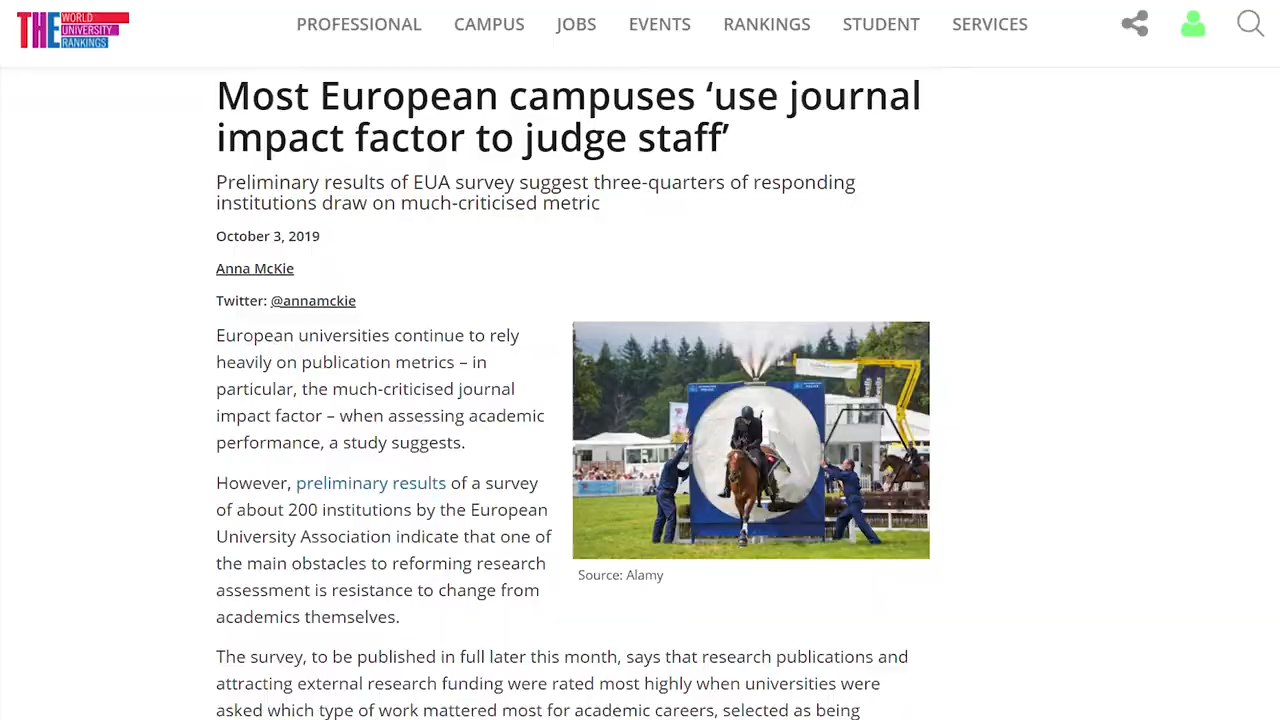 THE WORLD UNIVERSITY RANKINGS
PROFESSIONAL CAMPUS JOBS EVENTS RANKINGS STUDENT SERVICES
Most European campuses ‘use journal
impact factor to judge staff’
Preliminary results of EUA survey suggest three-quarters of responding
institutions draw on much-criticised metric
October 3, 2019
Anna McKie
Twitter: @annamckie
European universities continue to rely
heavily on publication metrics – in
particular, the much-criticised journal
impact factor – when assessing academic
performance, a study suggests.
However, preliminary results of a survey
of about 200 institutions by the European
University Association indicate that one of
the main obstacles to reforming research
assessment is resistance to change from
academics themselves.
Source: Alamy
The survey, to be published in full later this month, says that research publications and
attracting external research funding were rated most highly when universities were
asked which type of work mattered most for academic careers, selected as being